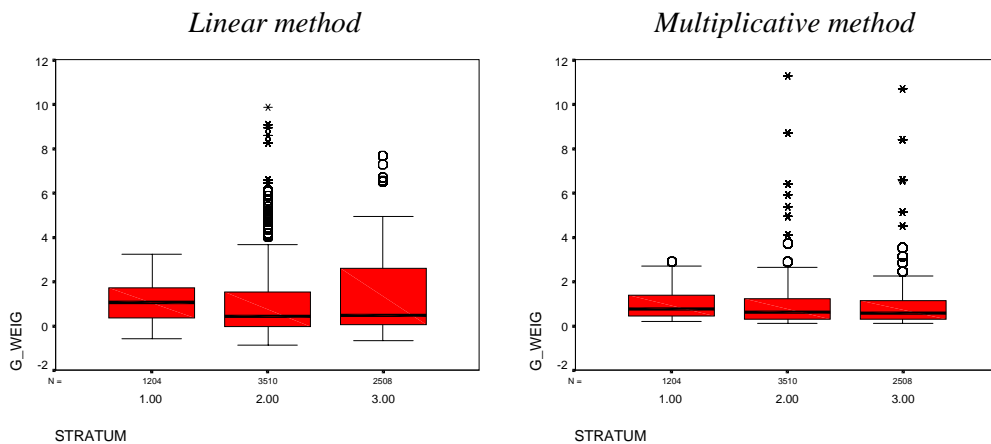 Linear method
12
10
8
6
4
2
0
-2
G_WEIG
N = 1204 3510 2508
1.00 2.00 3.00
STRATUM
Multiplicative method
12
10
8
6
4
2
0
-2
G_WEIG
N = 1204 3510 2508
1.00 2.00 3.00
STRATUM